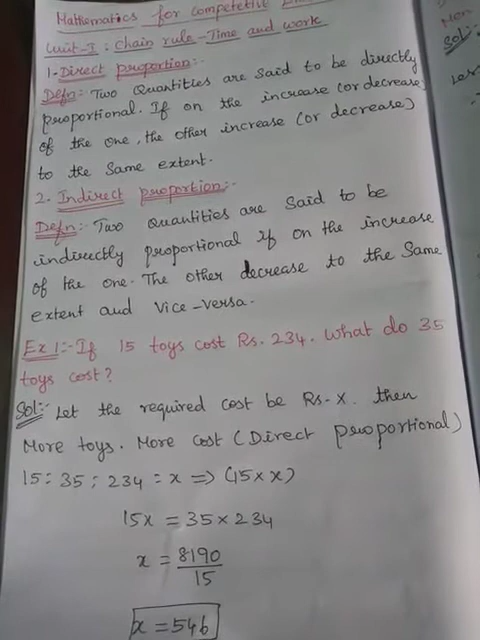 Mathematics for competetive
Unit-I : Chain rule - Time and work
1. Direct proportion:-
Defn:- Two Quantities are said to be directly
proportional. If on the increase (or decrease)
of the one, the other increase (or decrease)
to the same extent.
2. Indirect proportion:-
Defn:- Two Quantities are said to be
indirectly proportional If on the increase
of the one. The other decrease to the same
extent and Vice-Versa.
Ex 1:- If 15 toys cost Rs. 234. What do 35
toys cost?
Sol:- Let the required cost be Rs-x. then
More toys. More cost (Direct proportional)
15 : 35 : 234 : x => (15 x x)
15x = 35 x 234
x = 8190
15
x = 546
Sol:-